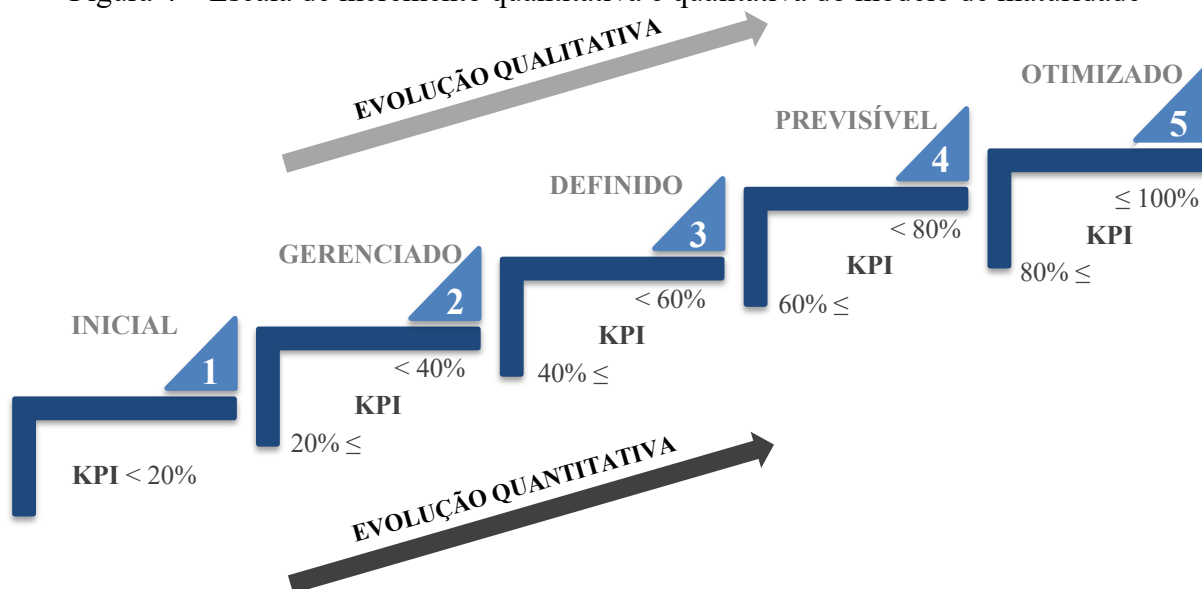 EVOLUÇÃO QUALITATIVA
OTIMIZADO
5
≤ 100%
KPI
80% ≤
PREVISÍVEL
4
< 80%
KPI
60% ≤
DEFINIDO
3
< 60%
KPI
40% ≤
GERENCIADO
2
< 40%
KPI
20% ≤
INICIAL
1
KPI < 20%
EVOLUÇÃO QUANTITATIVA